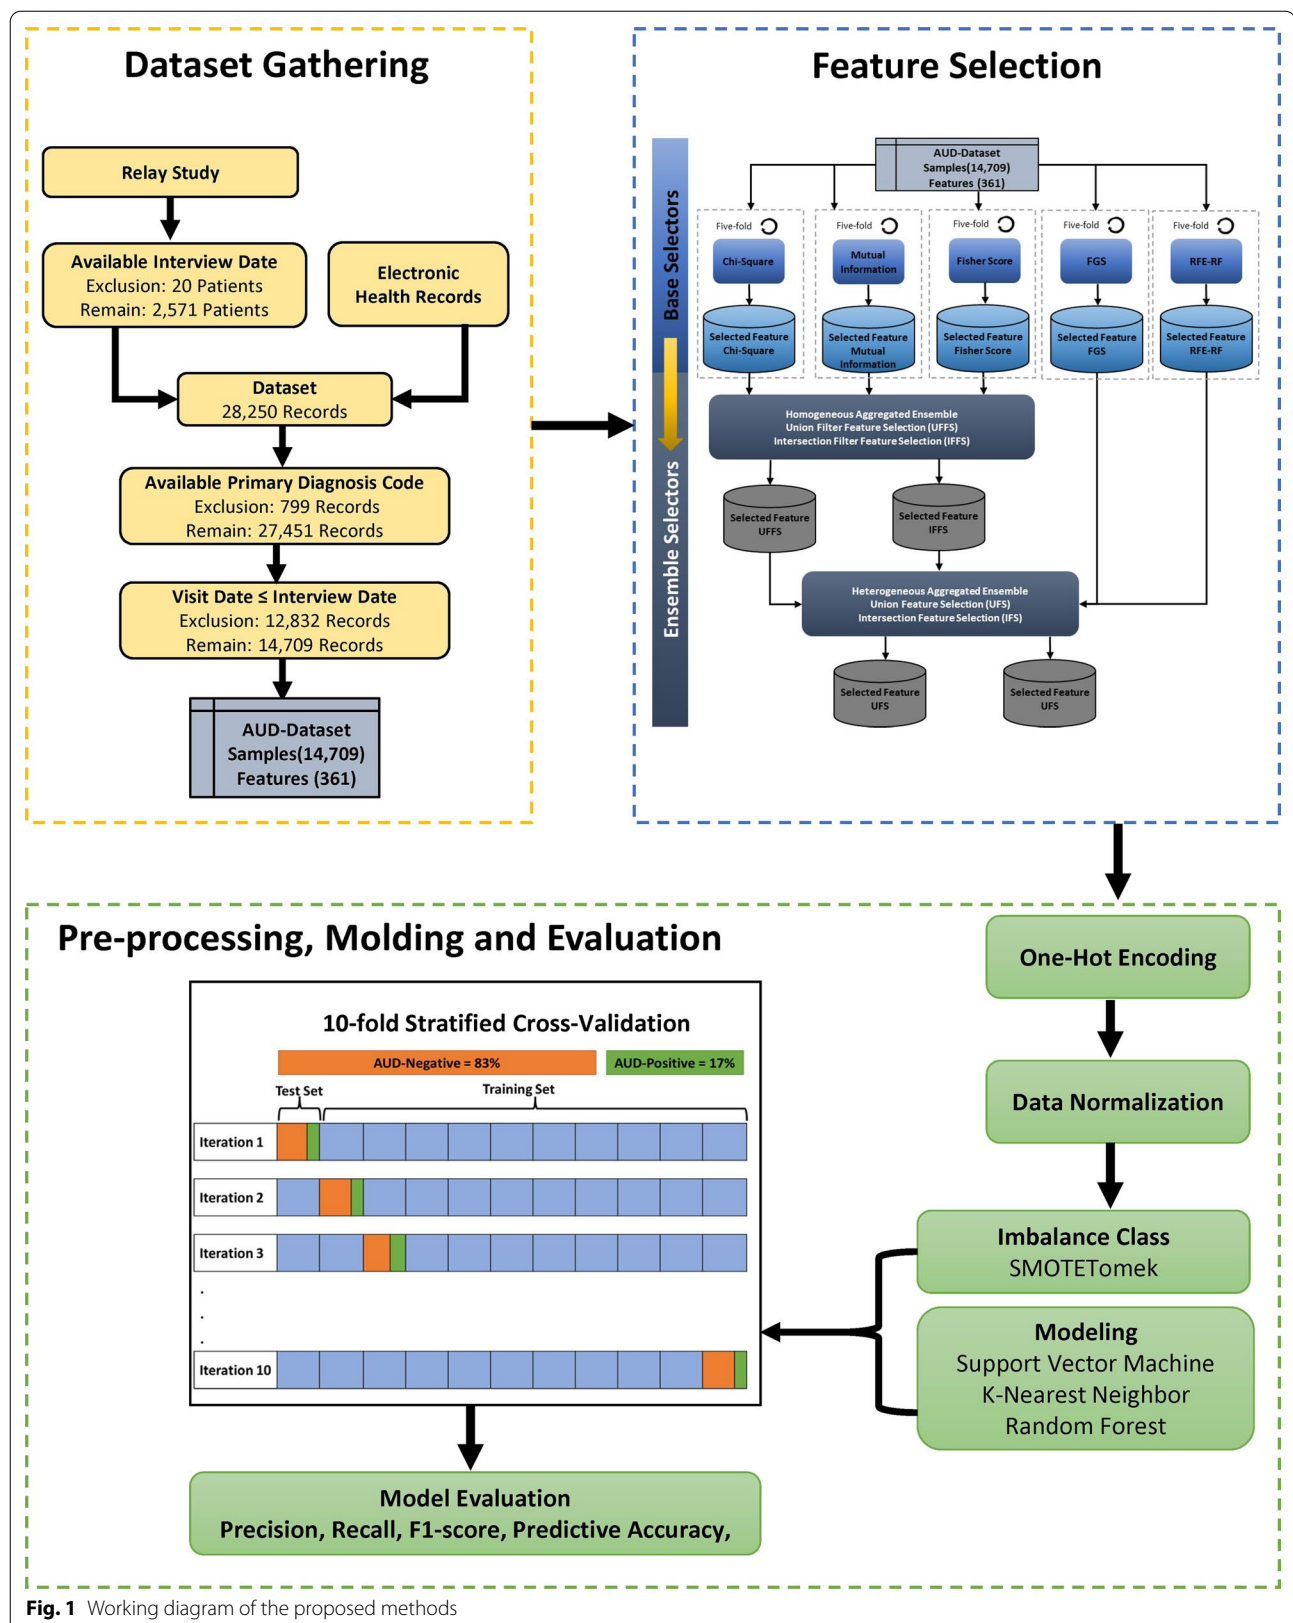 Dataset Gathering
Relay Study
Available Interview Date
Exclusion: 20 Patients
Remain: 2,571 Patients
Electronic
Health Records
Dataset
28,250 Records
Available Primary Diagnosis Code
Exclusion: 799 Records
Remain: 27,451 Records
Visit Date ≤ Interview Date
Exclusion: 12,832 Records
Remain: 14,709 Records
AUD-Dataset
Samples(14,709)
Features (361)
Feature Selection
Base Selectors
Ensemble Selectors
AUD-Dataset
Samples(14,709)
Features (361)
Five-fold
Chi-Square
Selected Feature
Chi-Square
Five-fold
Mutual
Information
Selected Feature
Mutual
Information
Five-fold
Fisher Score
Selected Feature
Fisher Score
Five-fold
FGS
Selected Feature
FGS
Five-fold
RFE-RF
Selected Feature
RFE-RF
Homogeneous Aggregated Ensemble
Union Filter Feature Selection (UFFS)
Intersection Filter Feature Selection (IFFS)
Selected Feature
UFFS
Selected Feature
IFFS
Heterogeneous Aggregated Ensemble
Union Feature Selection (UFS)
Intersection Feature Selection (IFS)
Selected Feature
UFS
Selected Feature
UFS
Pre-processing, Molding and Evaluation
One-Hot Encoding
Data Normalization
Imbalance Class
SMOTETomek
Modeling
Support Vector Machine
K-Nearest Neighbor
Random Forest
10-fold Stratified Cross-Validation
AUD-Negative = 83%
AUD-Positive = 17%
Test Set
Training Set
Iteration 1
Iteration 2
Iteration 3
.
.
.
Iteration 10
Model Evaluation
Precision, Recall, F1-score, Predictive Accuracy,
Fig. 1 Working diagram of the proposed methods